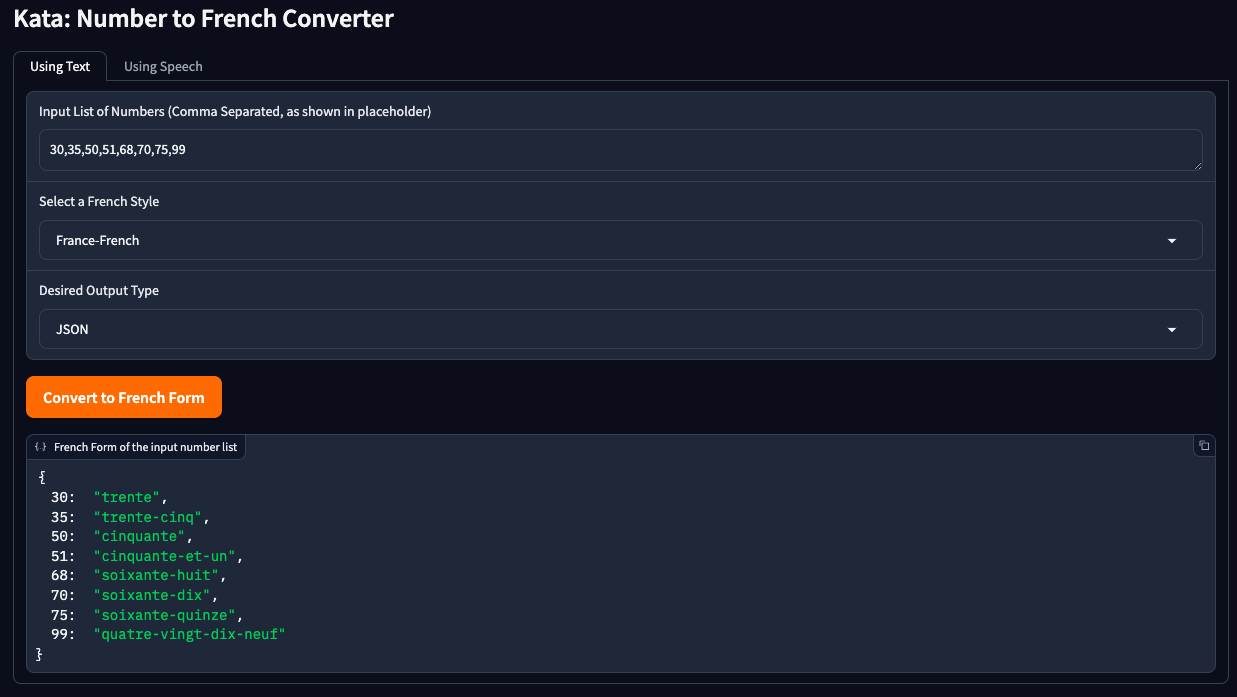 Kata: Number to French Converter
Using Text
Using Speech
Input List of Numbers (Comma Separated, as shown in placeholder)
30,35,50,51,68,70,75,99
Select a French Style
France-French
Desired Output Type
JSON
Convert to French Form
{·} French Form of the input number list
{
30: "trente",
35: "trente-cinq",
50: "cinquante",
51: "cinquante-et-un",
68: "soixante-huit",
70: "soixante-dix",
75: "soixante-quinze",
99: "quatre-vingt-dix-neuf"
}